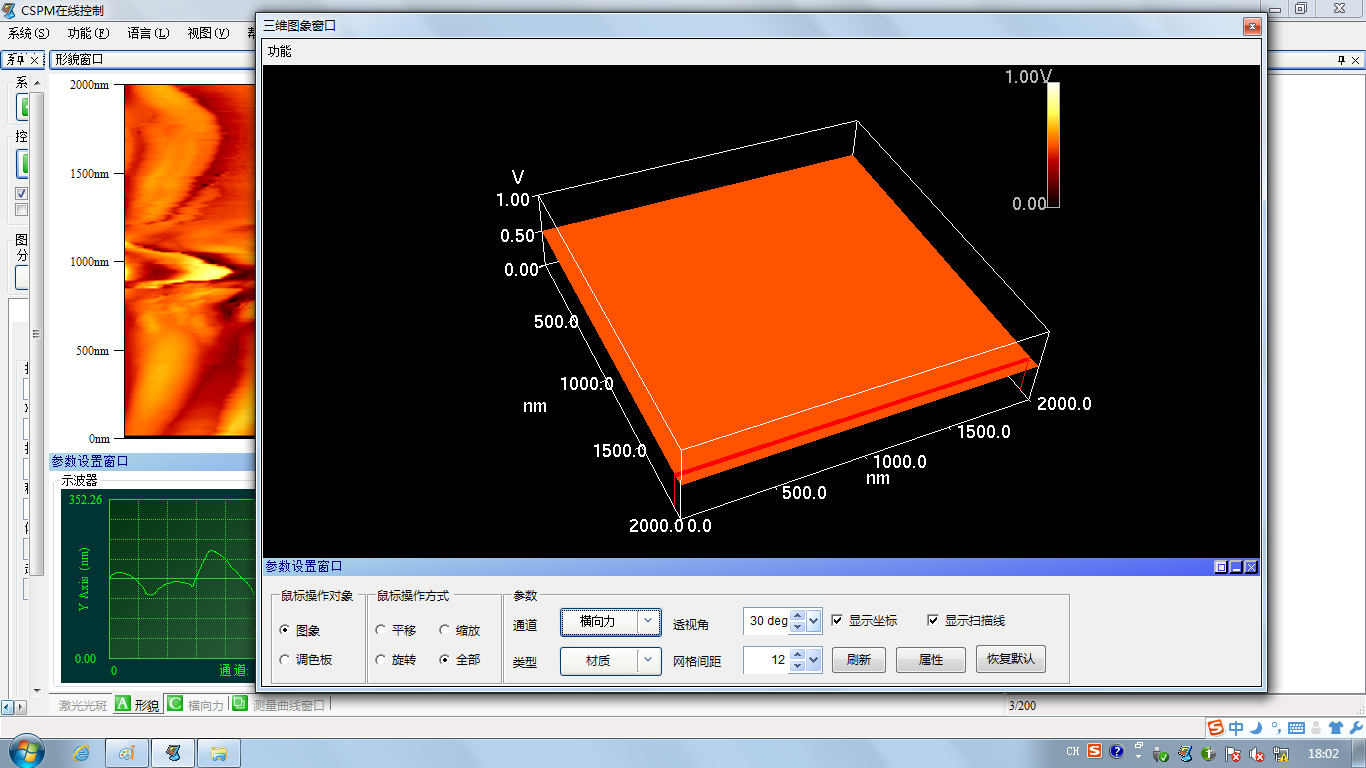 CSPM在线控制
系统(S) 功能(F) 语言(L) 视图(V) 帮
系
形貌窗口
系
控
图
分
2000nm
1500nm
1000nm
500nm
0nm
参数设置窗口
示波器
352.26
Y Axis (nm)
0.00
0
通道:
激光光斑 A 形貌 C 横向力 测量曲线窗口
三维图象窗口
功能
1.00V
0.00
V
1.00
0.50
0.00
500.0
1000.0
nm
1500.0
2000.0
0.0
500.0
1000.0
nm
1500.0
2000.0
参数设置窗口
鼠标操作对象
图象
调色板
鼠标操作方式
平移 缩放
旋转 全部
参数
通道 横向力 透视角 30 deg 显示坐标 显示扫描线
类型 材质 网格间距 12 刷新 属性 恢复默认
3/200
中
CH
18:02